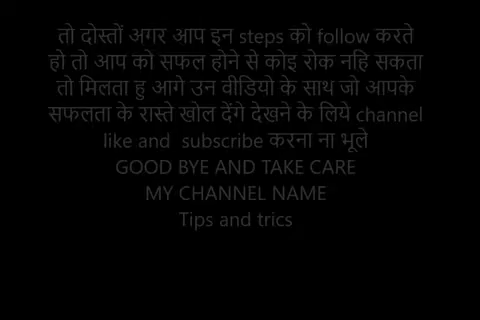 तो दोस्तों अगर आप इन steps को follow करते
हो तो आप को सफल होने से कोइ रोक नहि सकता
तो मिलता हु आगे उन वीडियो के साथ जो आपके
सफलता के रास्ते खोल देंगे देखने के लिये channel
like and subscribe करना ना भूले
GOOD BYE AND TAKE CARE
MY CHANNEL NAME
Tips and trics